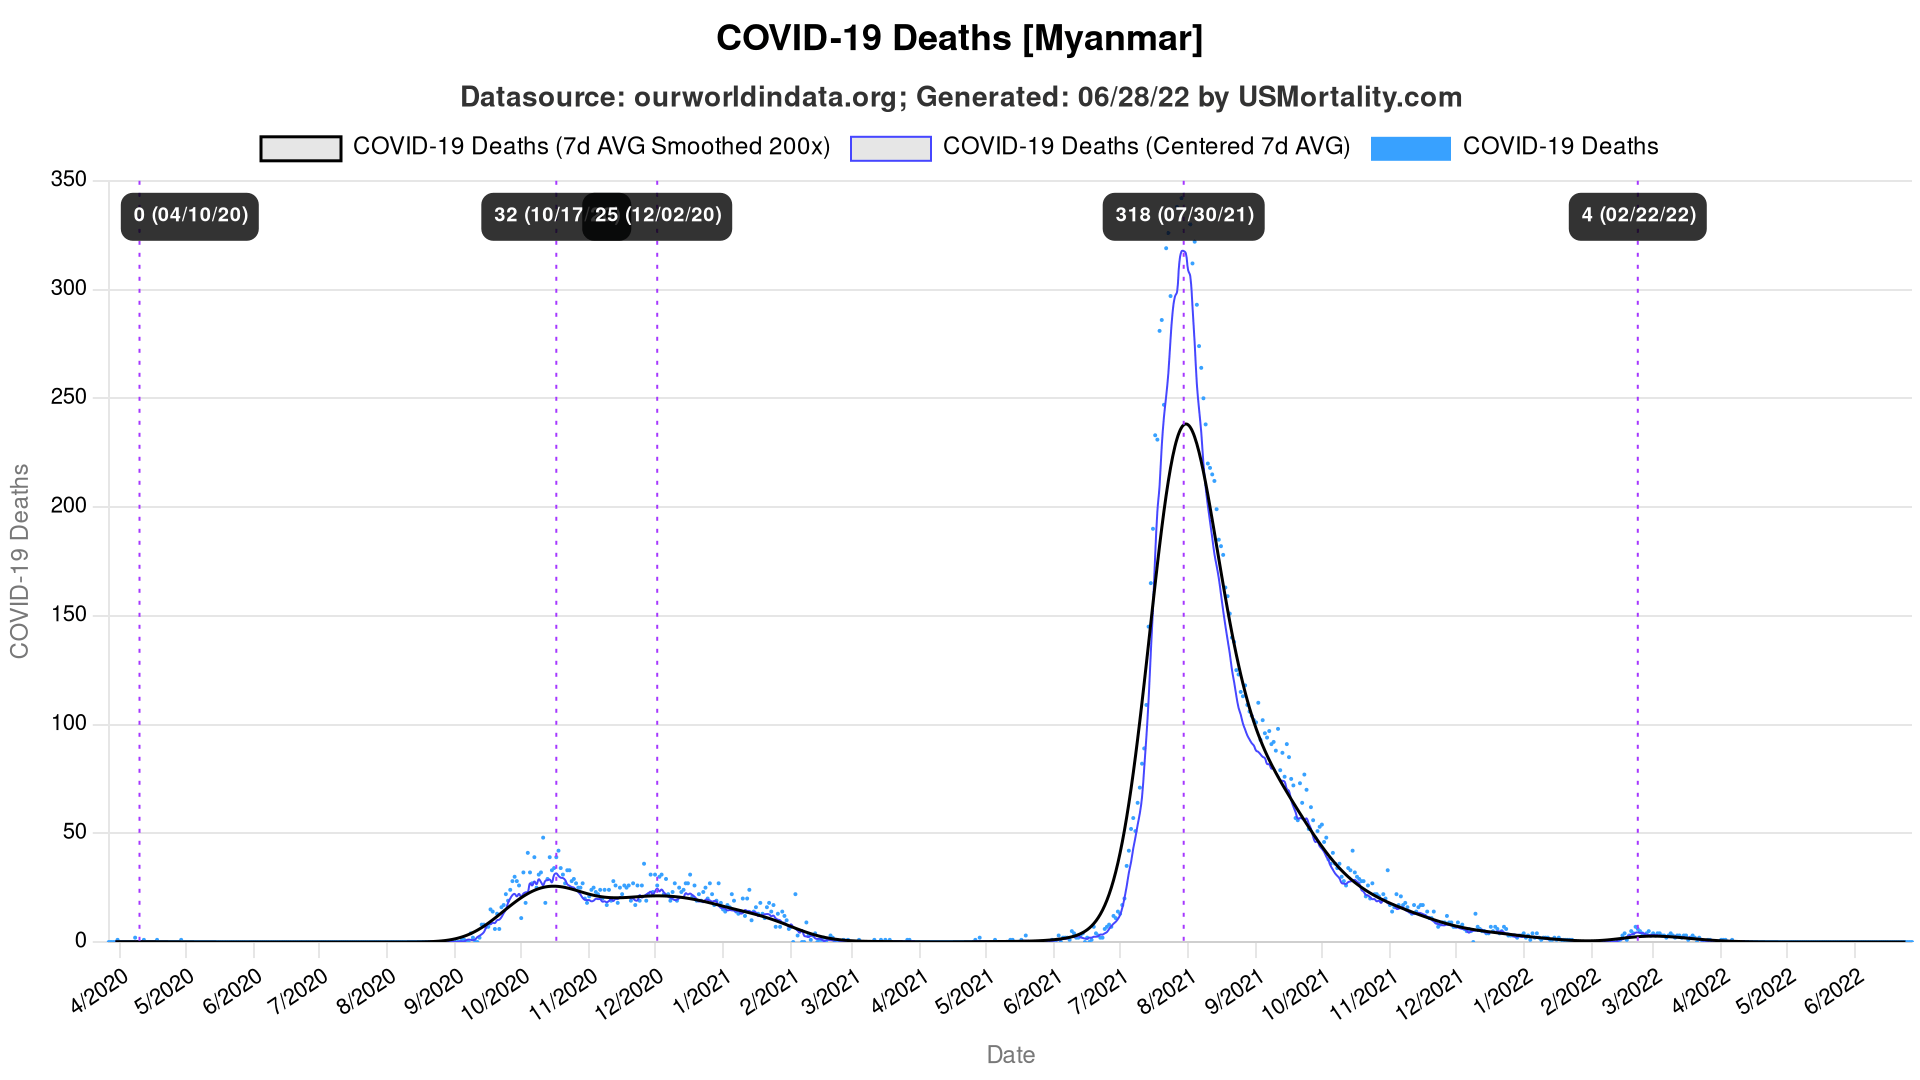 COVID-19 Deaths [Myanmar]
Datasource: ourworldindata.org; Generated: 06/28/22 by USMortality.com
COVID-19 Deaths (7d AVG Smoothed 200x) COVID-19 Deaths (Centered 7d AVG) COVID-19 Deaths
0 (04/10/20) 32 (10/17/ 25 (12/02/20) 318 (07/30/21) 4 (02/22/22)
350
300
250
200
150
100
50
0
COVID-19 Deaths
4/2020 5/2020 6/2020 7/2020 8/2020 9/2020 10/2020 11/2020 12/2020 1/2021 2/2021 3/2021 4/2021 5/2021 6/2021 7/2021 8/2021 9/2021 10/2021 11/2021 12/2021 1/2022 2/2022 3/2022 4/2022 5/2022 6/2022
Date